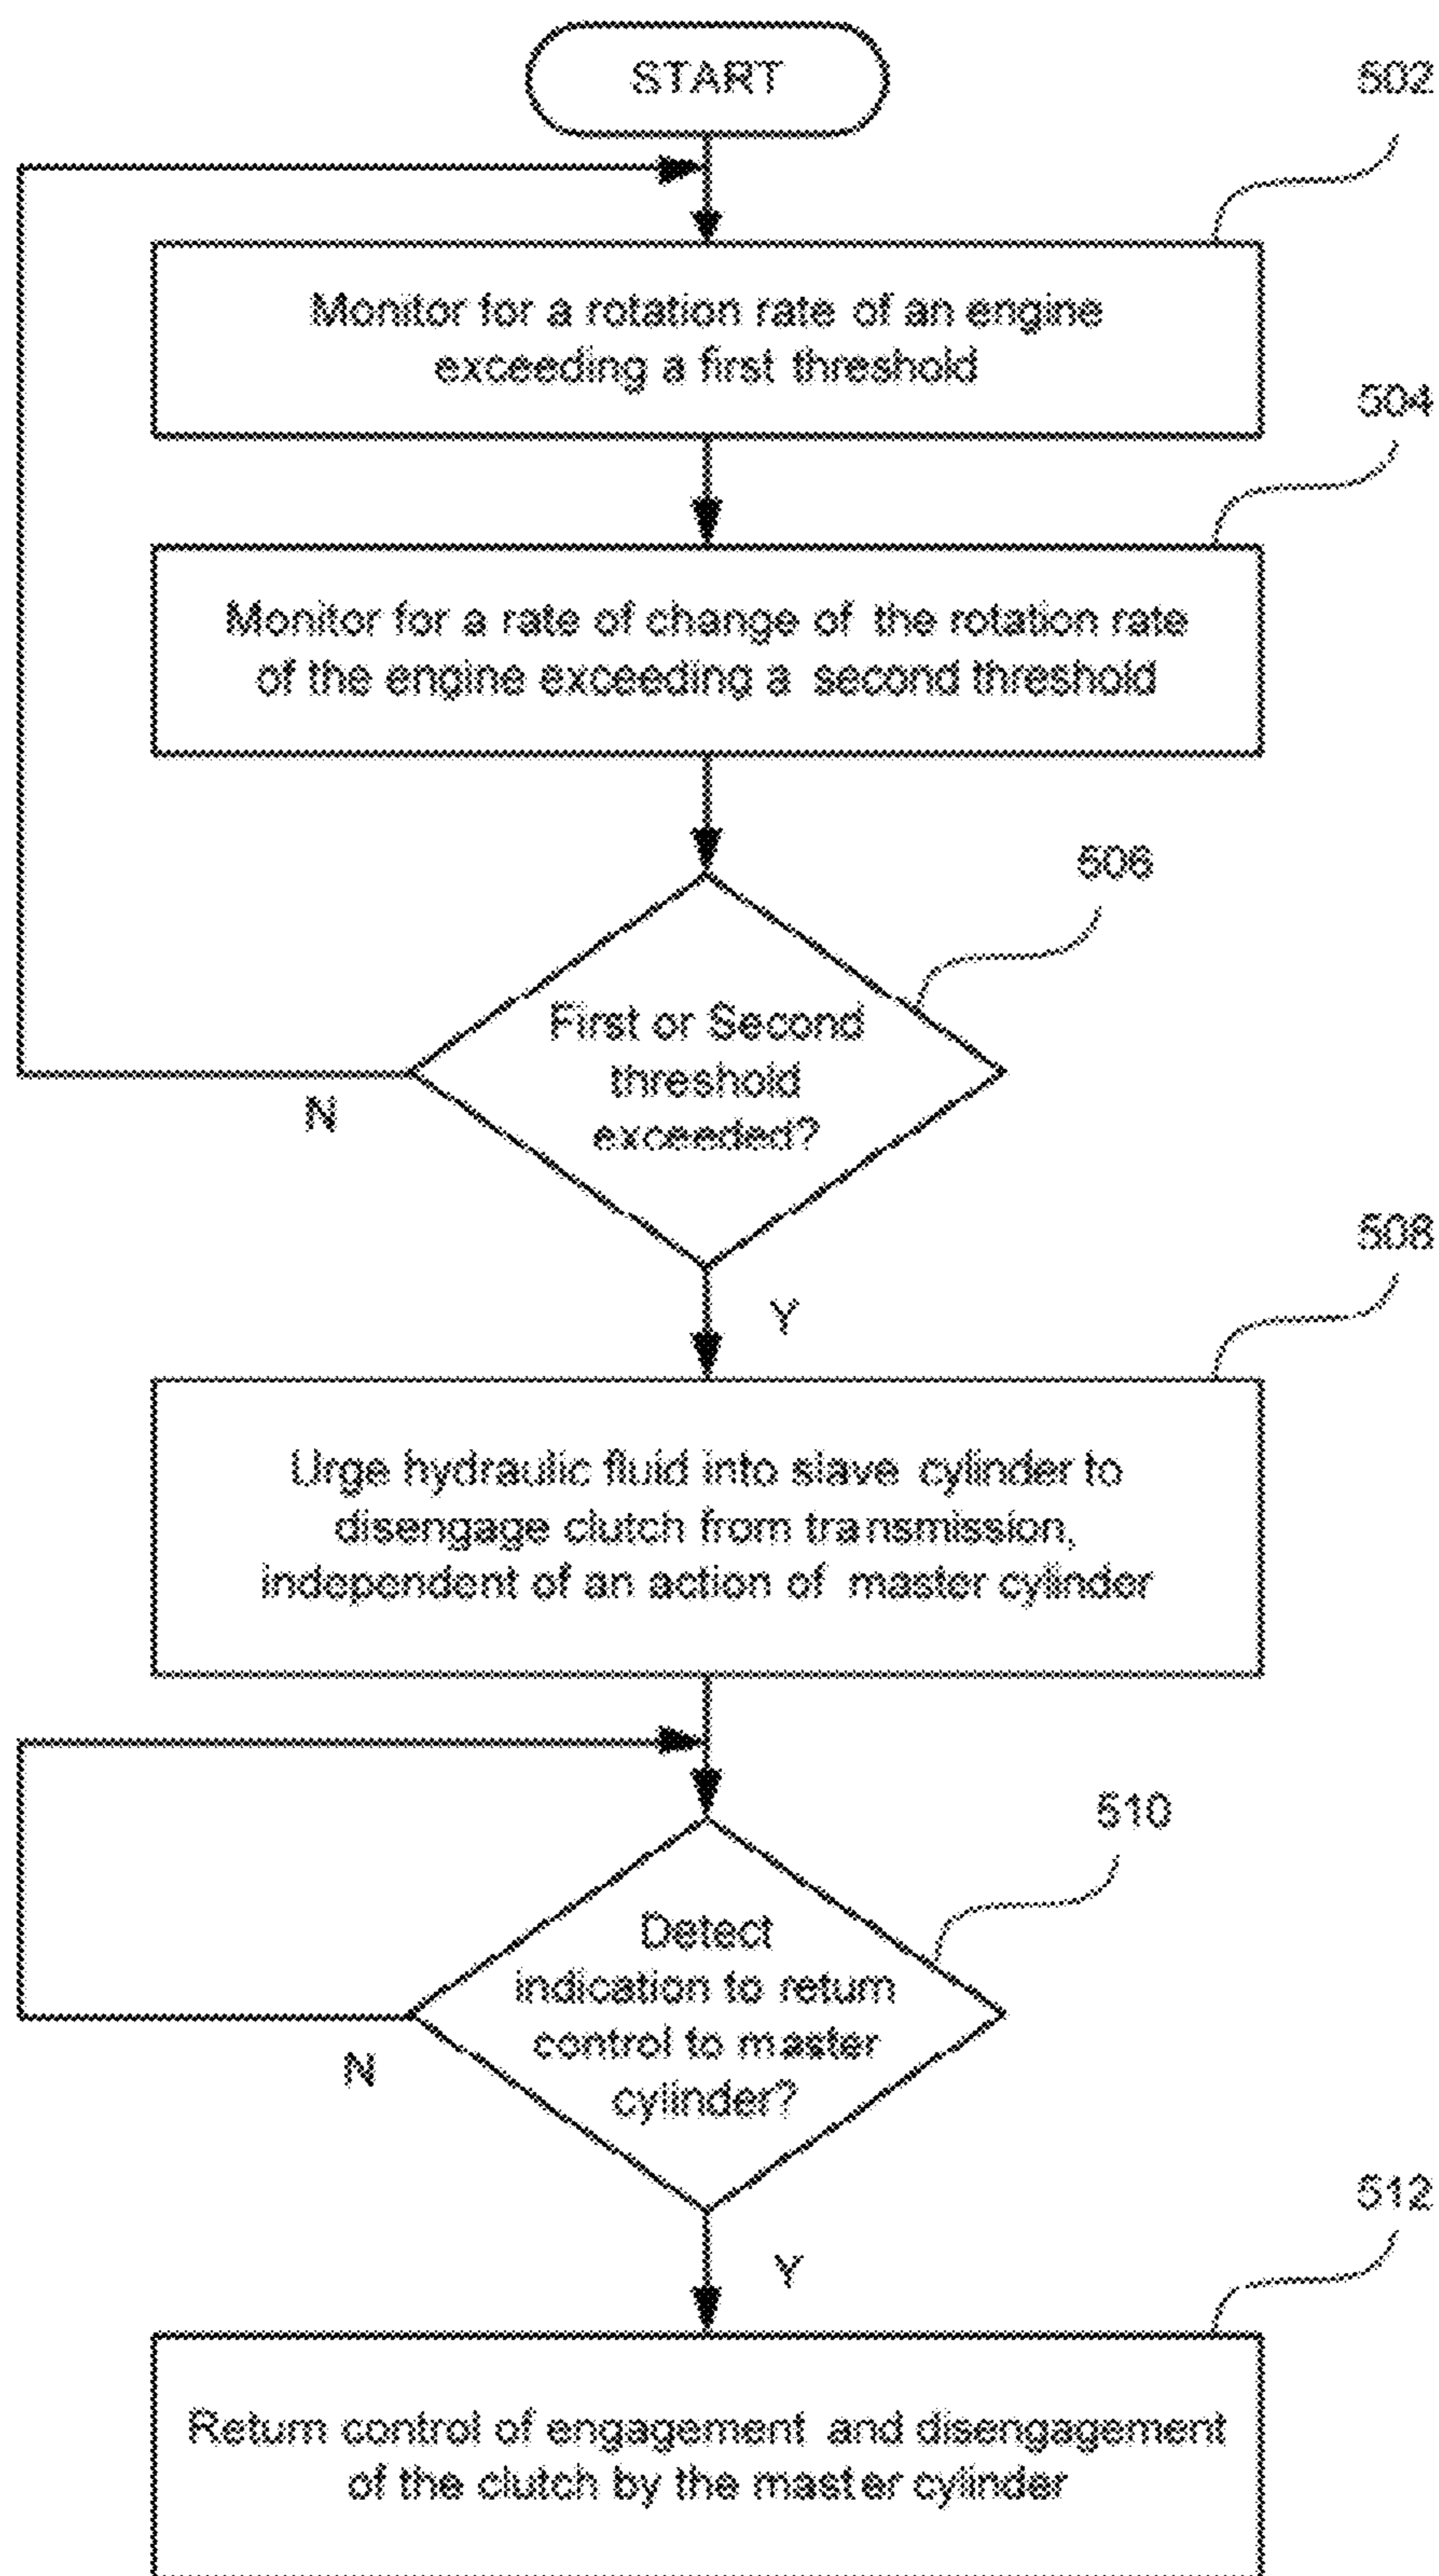 START
502
Monitor for a rotation rate of an engine
exceeding a first threshold
504
Monitor for a rate of change of the rotation rate
of the engine exceeding a second threshold
506
First or Second
threshold
exceeded?
N
Y
508
Urge hydraulic fluid into slave cylinder to
disengage clutch from transmission,
independent of an action of master cylinder
510
Detect
indication to return
control to master
cylinder?
N
Y
512
Return control of engagement and disengagement
of the clutch by the master cylinder